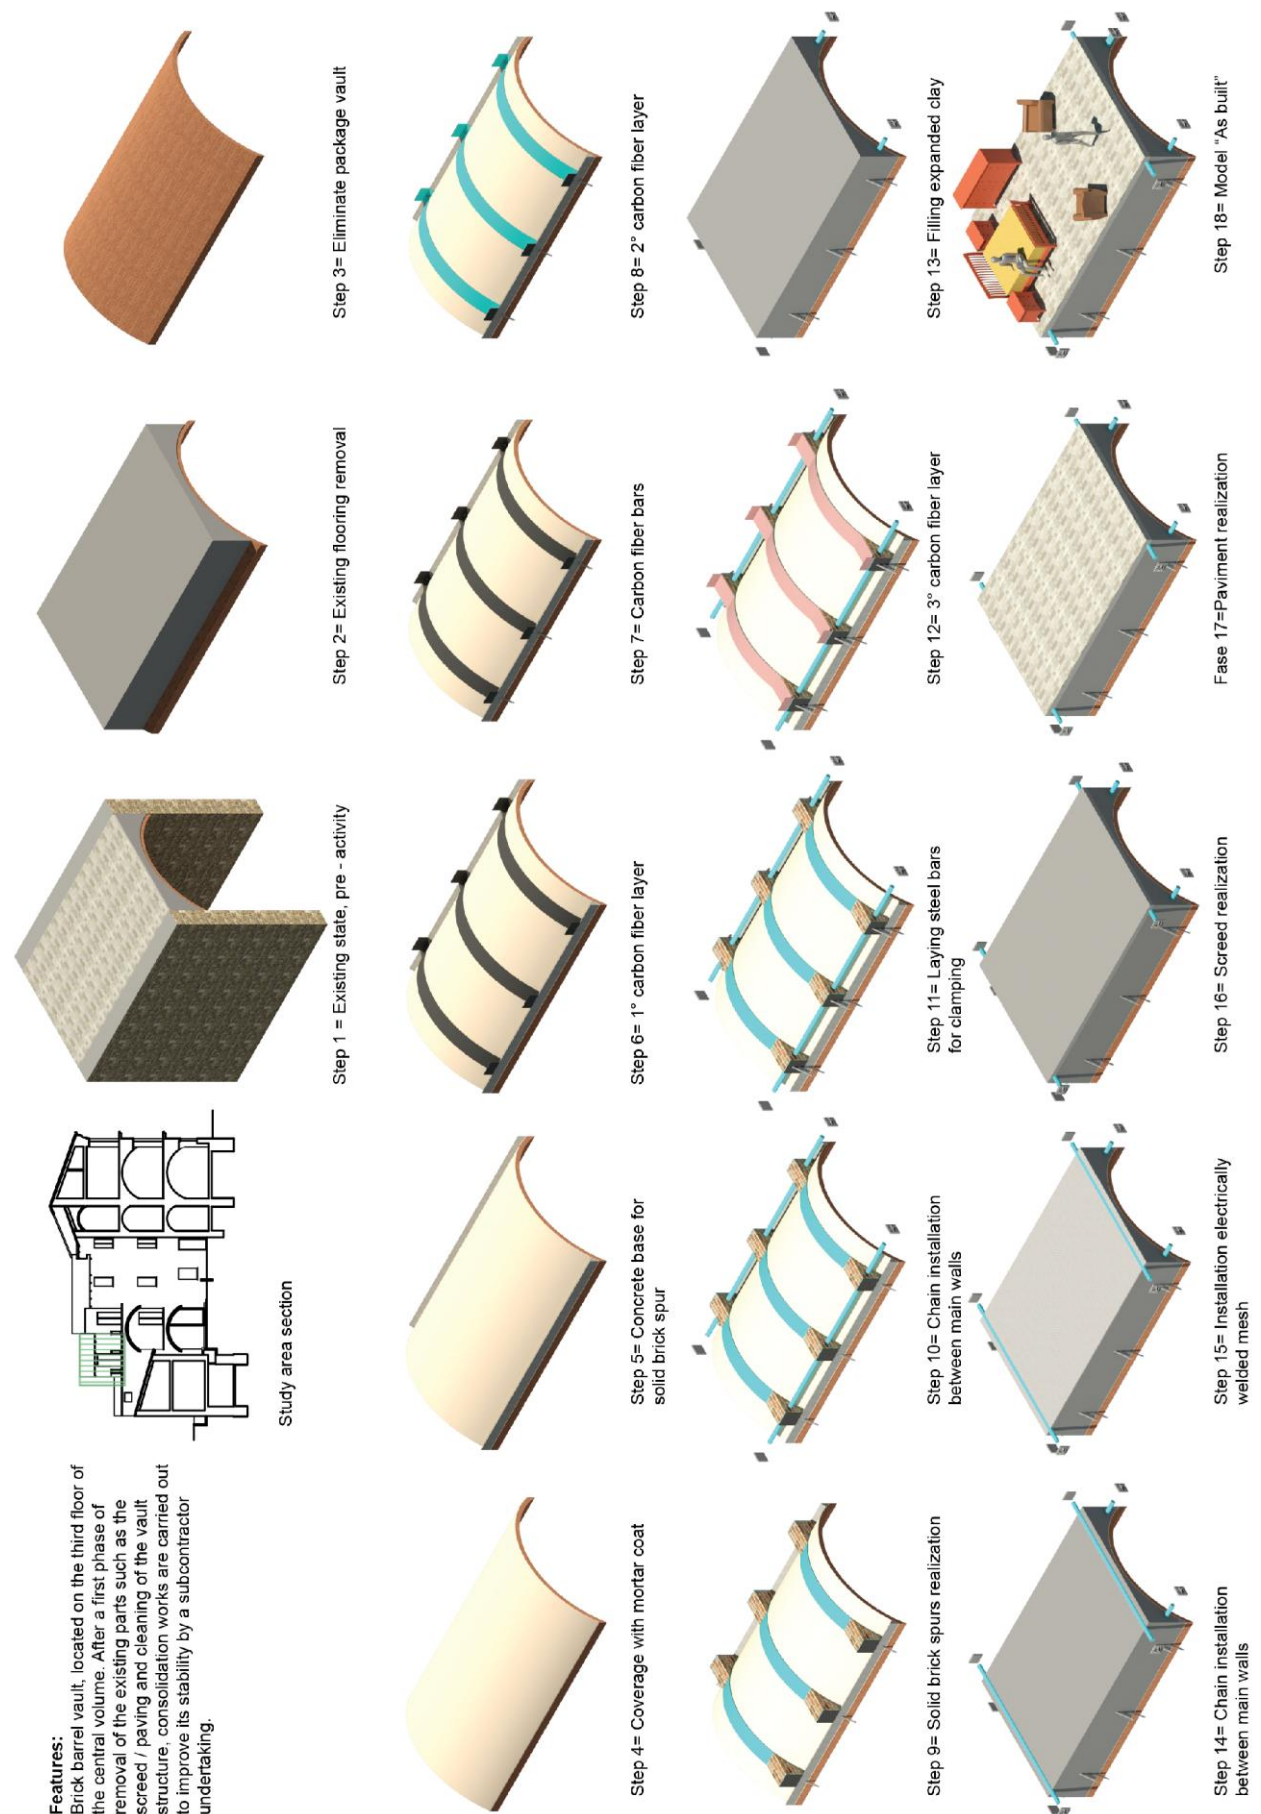 Features:
Brick barrel vault, located on the third floor of
the central volume. After a first phase of
removal of the existing parts such as the
screed / paving and cleaning of the vault
structure, consolidation works are carried out
to improve its stability by a subcontractor
undertaking.
Study area section
Step 1 = Existing state, pre - activity
Step 2= Existing flooring removal
Step 3= Eliminate package vault
Step 4= Coverage with mortar coat
Step 5= Concrete base for
solid brick spur
Step 6= 1° carbon fiber layer
Step 7= Carbon fiber bars
Step 8= 2° carbon fiber layer
Step 9= Solid brick spurs realization
Step 10= Chain installation
between main walls
Step 11= Laying steel bars
for clamping
Step 12= 3° carbon fiber layer
Step 13= Filling expanded clay
Step 14= Chain installation
between main walls
Step 15= Installation electrically
welded mesh
Step 16= Screed realization
Fase 17=Paviment realization
Step 18= Model "As built"